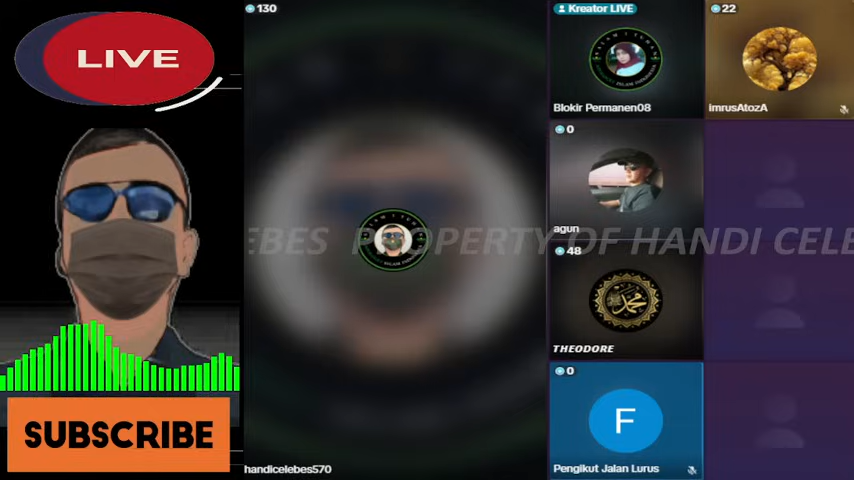 LIVE
SUBSCRIBE
130
handicelebes570
EBES PROPERTY OF HANDI CELE
Kreator LIVE
Blokir Permanen08
22
imrusAtozA
0
agun
48
محمد
THEODORE
0
F
Pengikut Jalan Lurus